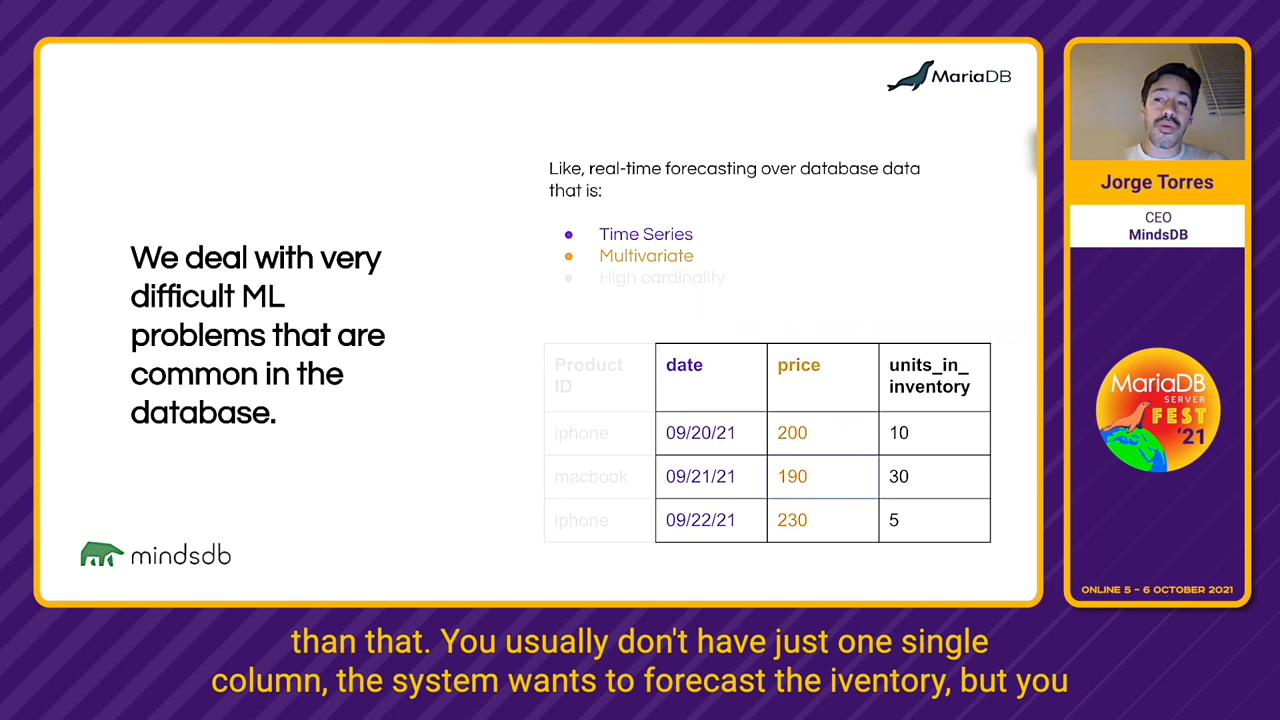 MariaDB
Like, real-time forecasting over database data
that is:
Time Series
Multivariate
High cardinality
We deal with very
difficult ML
problems that are
common in the
database.
Product ID date price units_in_inventory
iphone 09/20/21 200 10
macbook 09/21/21 190 30
iphone 09/22/21 230 5
mindsdb
Jorge Torres
CEO
MindsDB
MariaDB
SERVER
FEST
'21
ONLINE 5 - 6 OCTOBER 2021
than that. You usually don't have just one single
column, the system wants to forecast the iventory, but you